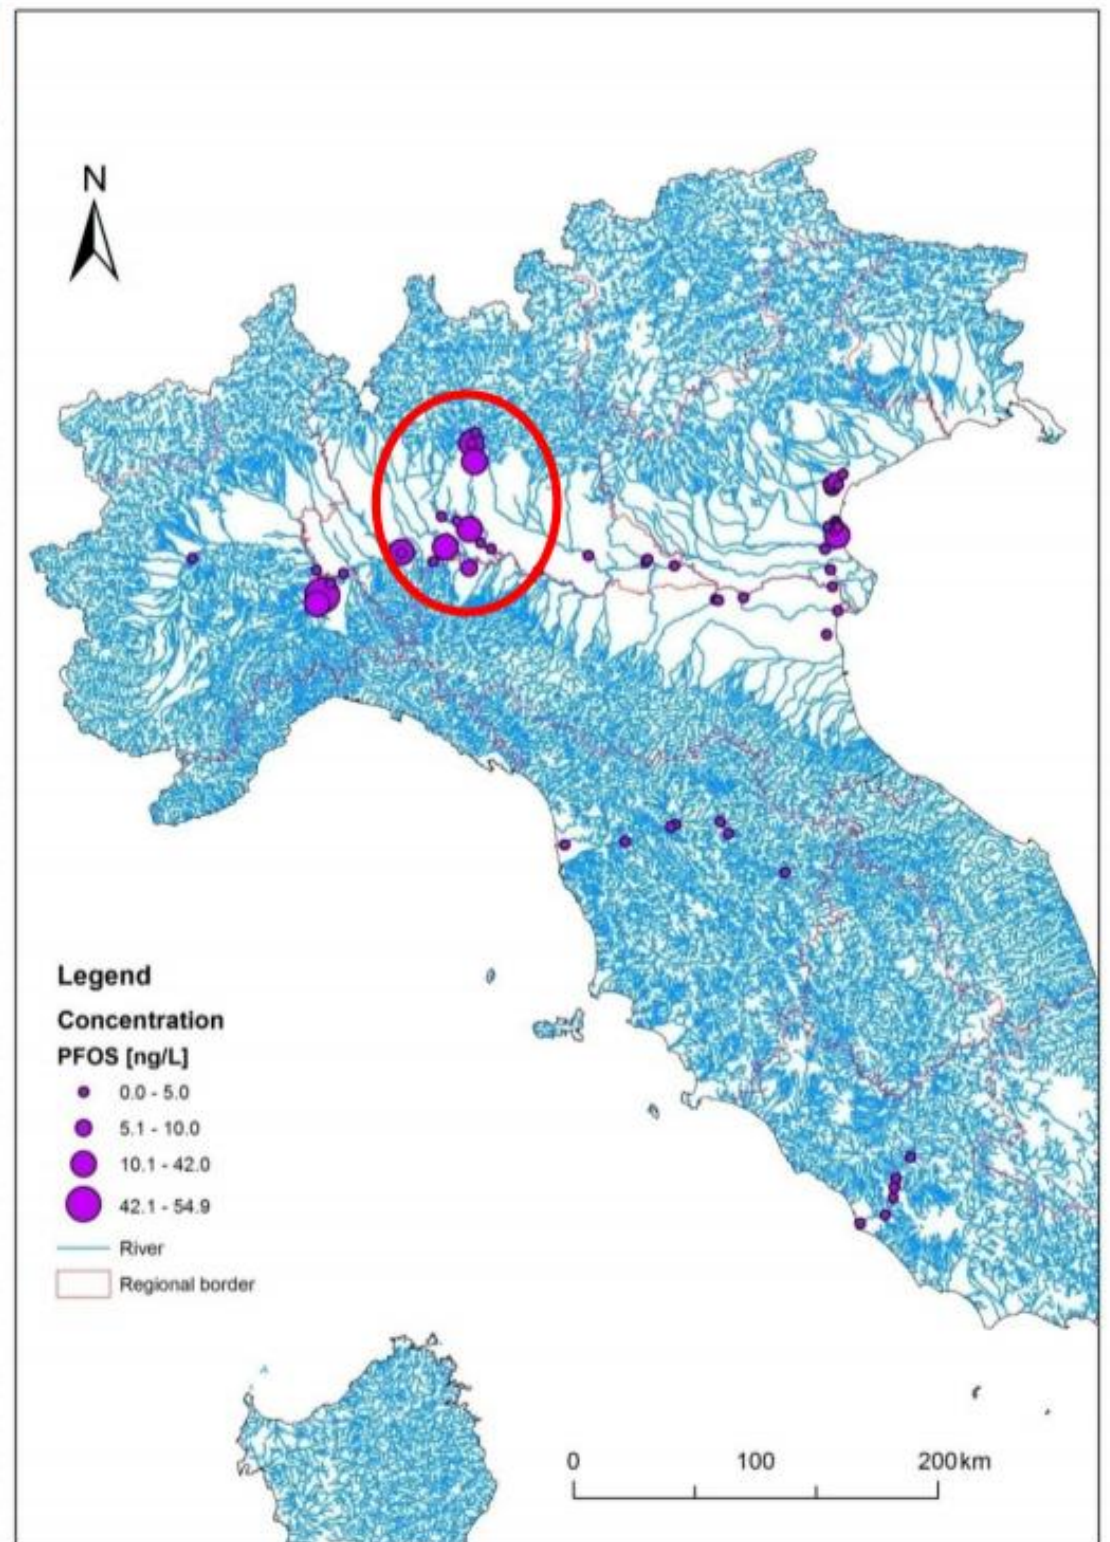 N
Legend
Concentration
PFOS [ng/L]
0.0 - 5.0
5.1 - 10.0
10.1 - 42.0
42.1 - 54.9
River
Regional border
0 100 200km